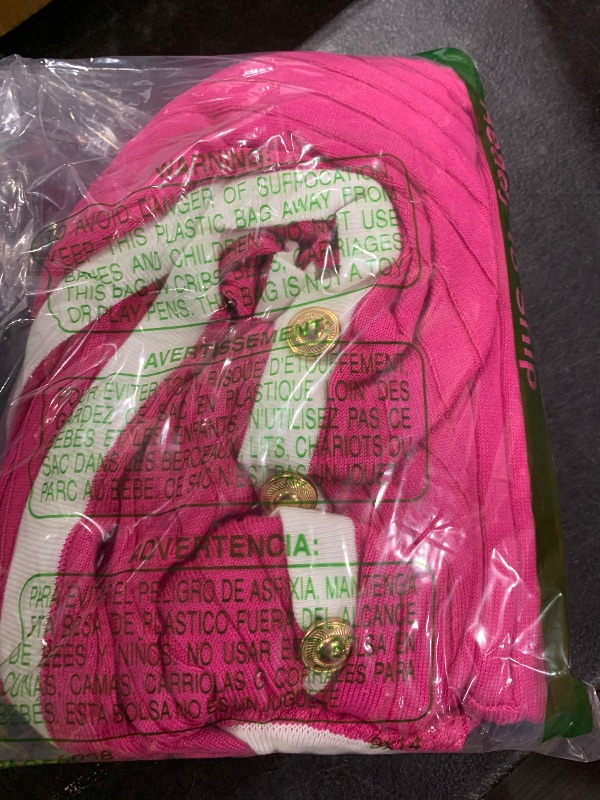 WARNING:
TO AVOID DANGER OF SUFFOCATION
KEEP THIS PLASTIC BAG AWAY FROM
BABIES AND CHILDREN. DO NOT USE
THIS BAG IN CRIBS, BEDS, CARRIAGES
OR PLAY PENS. THIS BAG IS NOT A TOY
AVERTISSEMENT:
POUR ÉVITER TOUT RISQUE D'ÉTOUFFEMENT,
GARDEZ CE SAC EN PLASTIQUE LOIN DES
BÉBÉS ET LES ENFANTS. N'UTILISEZ PAS CE
SAC DANS LES BERCEAUX, LITS, CHARIOTS OU
PARC AU BÉBÉ. CE SAC N'EST PAS UN JOUET.
ADVERTENCIA:
PARA EVITAR EL PELIGRO DE ASFIXIA, MANTENGA
ESTA BOLSA DE PLASTICO FUERA DEL ALCANCE
DE BEBES Y NINOS. NO USAR ESTA BOLSA EN
CUNAS, CAMAS, CARRIOLAS O CORRALES PARA
BEBÉS. ESTA BOLSA NO ES UN JUGUETE.
9x14